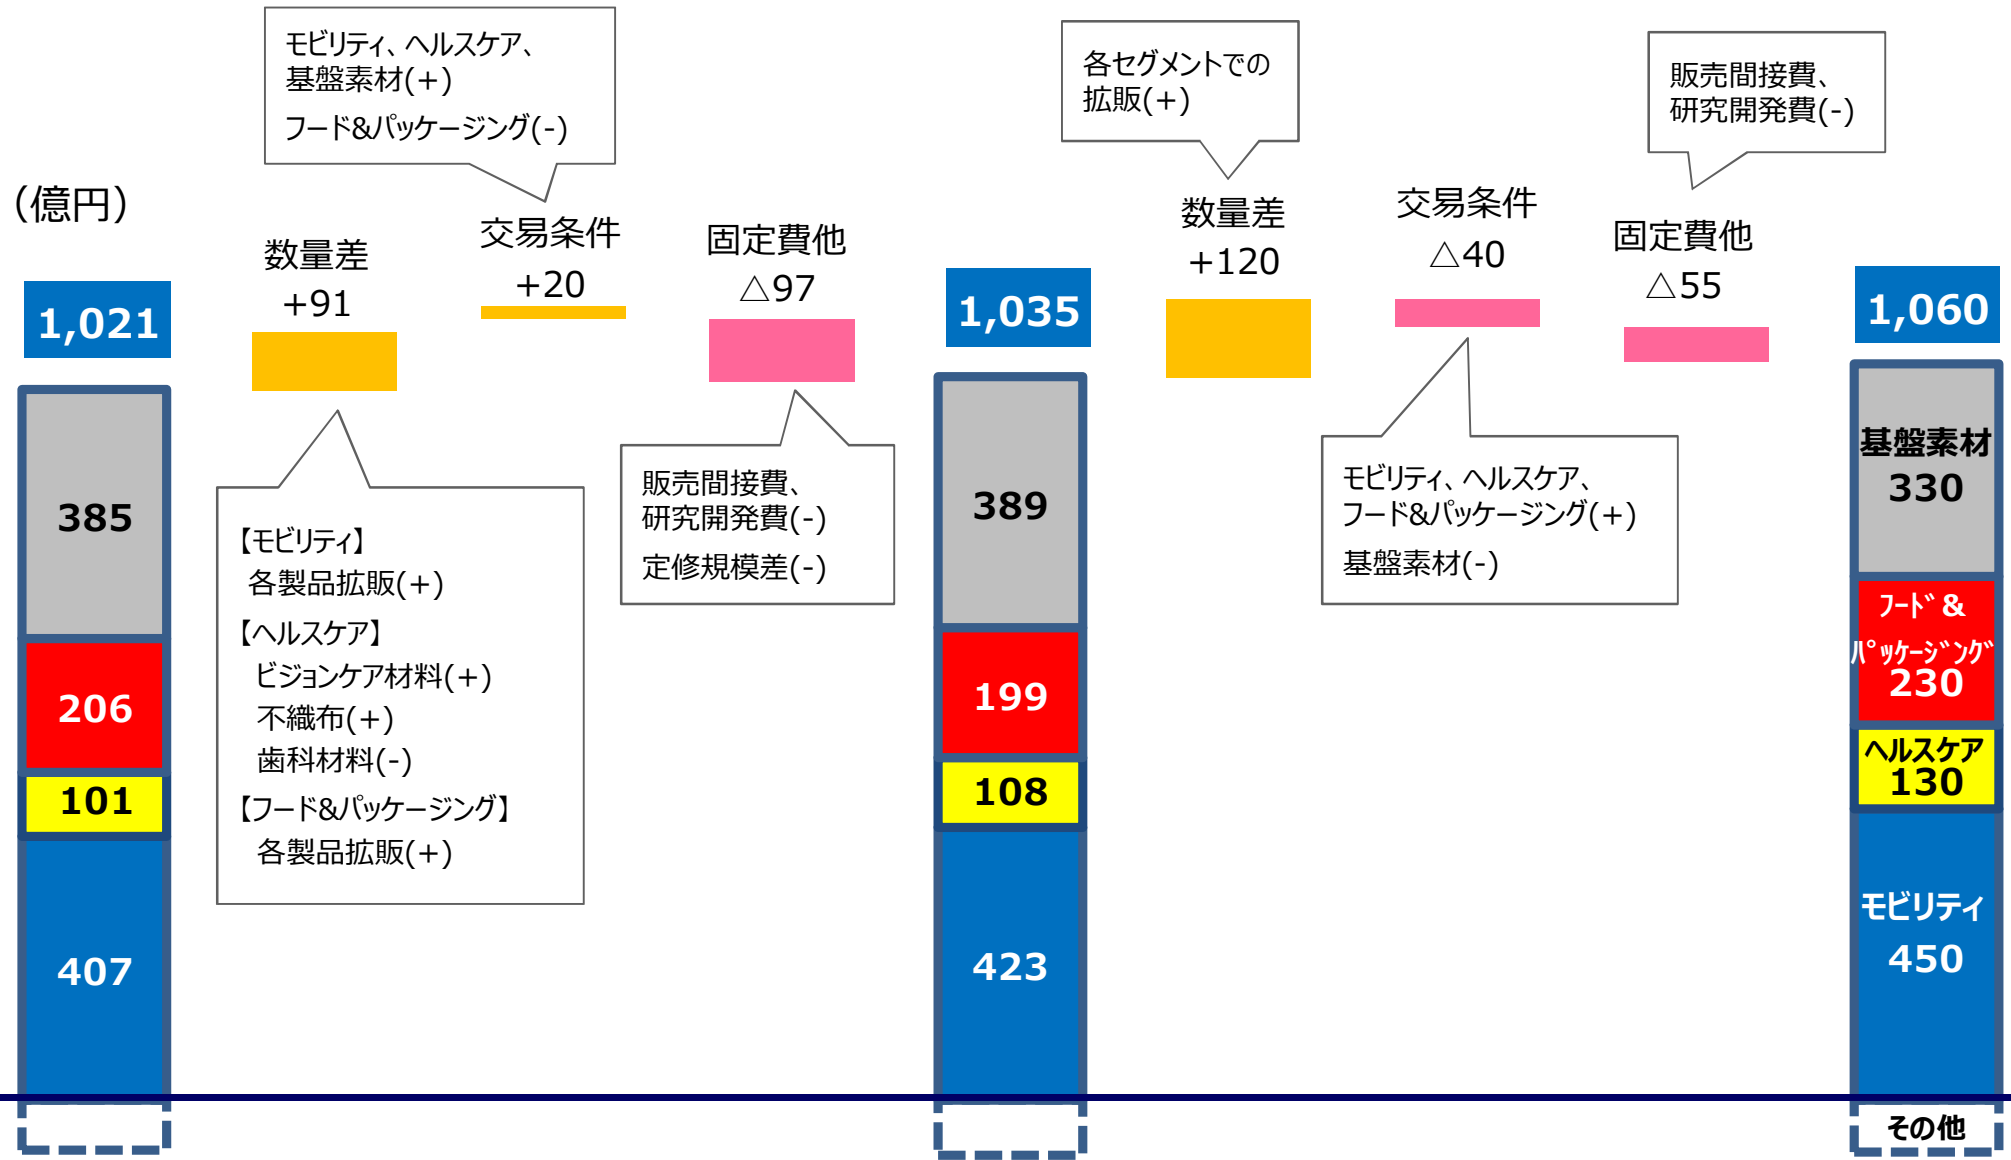 (億円)
モビリティ、ヘルスケア、
基盤素材(+)
フード&パッケージング(-)
各セグメントでの
拡販(+)
販売間接費、
研究開発費(-)
数量差
+91
交易条件
+20
固定費他
△97
数量差
+120
交易条件
△40
固定費他
△55
1,021
385
206
101
407
【モビリティ】
各製品拡販(+)
【ヘルスケア】
ビジョンケア材料(+)
不織布(+)
歯科材料(-)
【フード&パッケージング】
各製品拡販(+)
販売間接費、
研究開発費(-)
定修規模差(-)
1,035
389
199
108
423
モビリティ、ヘルスケア、
フード&パッケージング(+)
基盤素材(-)
1,060
基盤素材
330
ﾌｰﾄﾞ&
ﾊﾟｯｹｰｼﾞﾝｸﾞ
230
ヘルスケア
130
モビリティ
450
その他